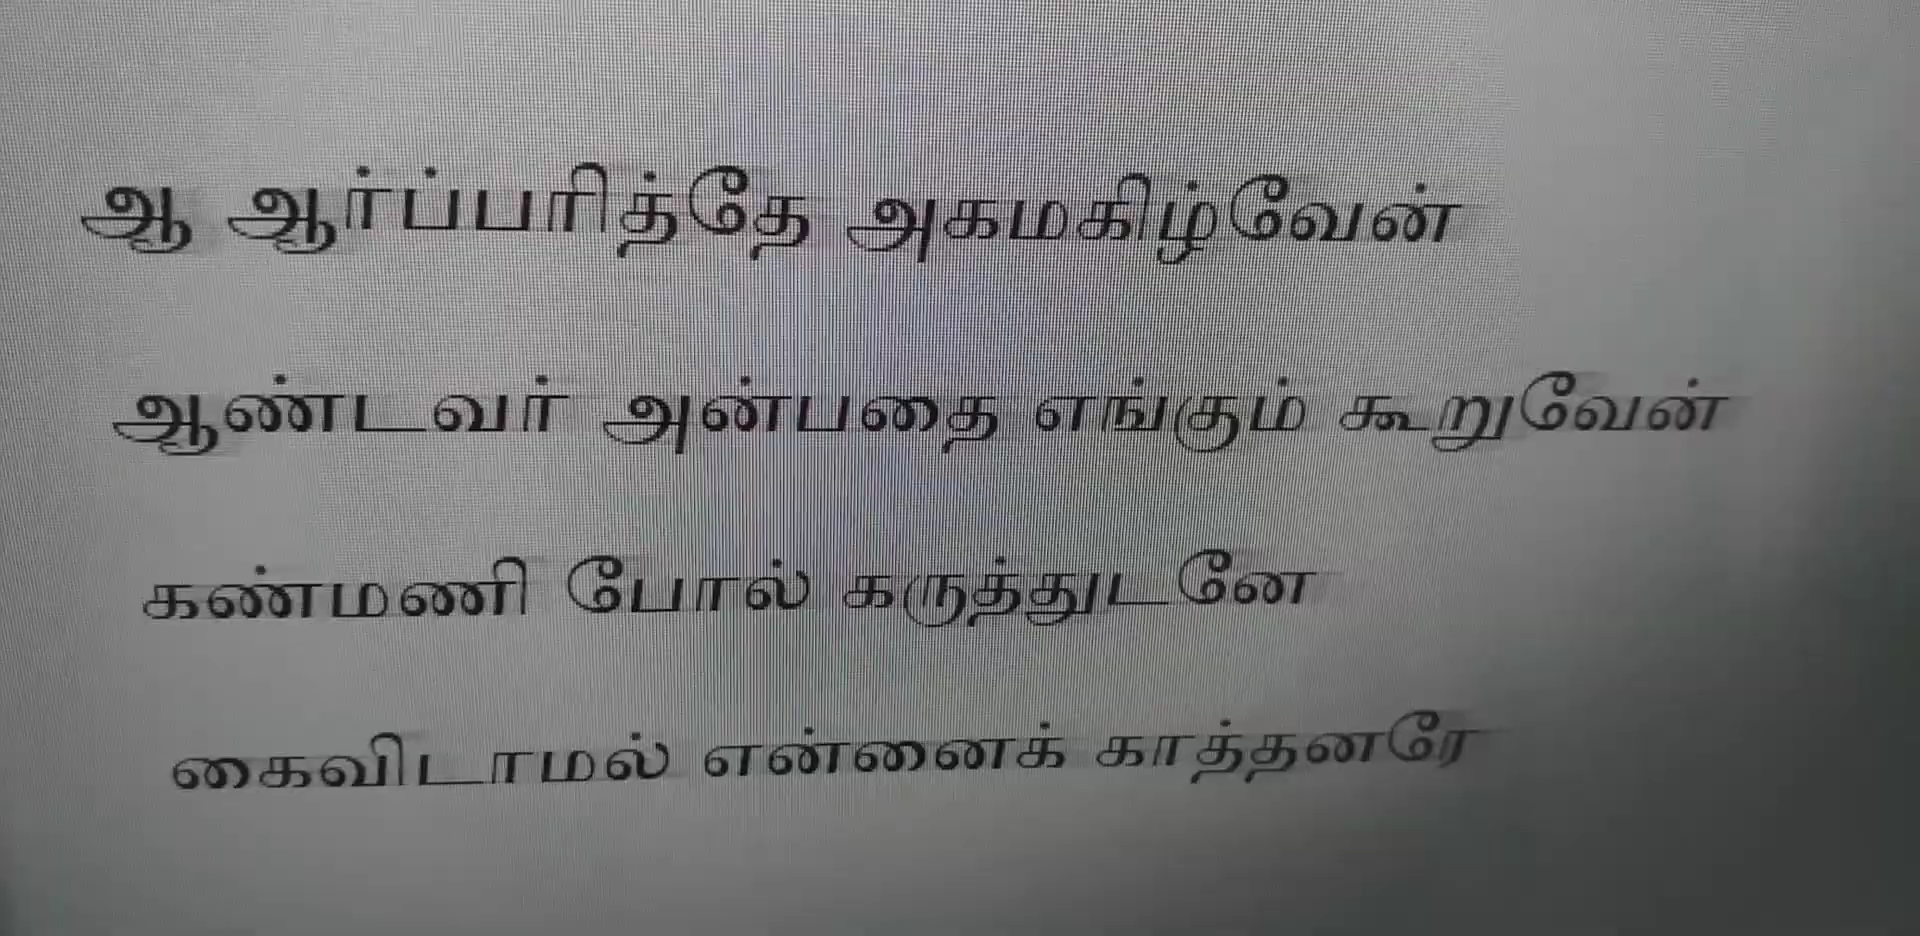 ஆ ஆர்ப்பரித்தே அகமகிழ்வேன்
ஆண்டவர் அன்பதை எங்கும் கூறுவேன்
கண்மணி போல் கருத்துடனே
கைவிடாமல் என்னைக் காத்தனரே